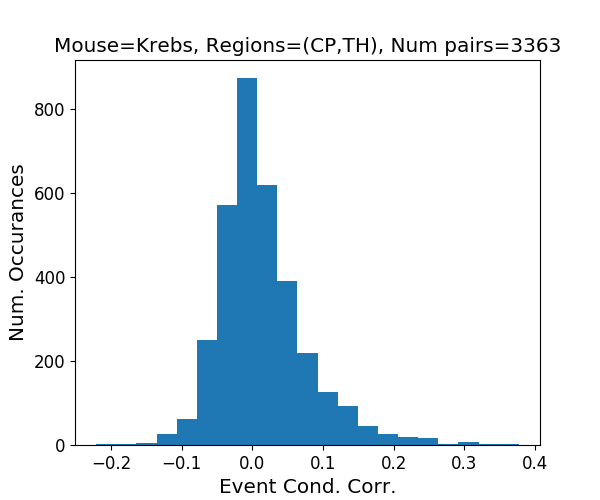 Mouse=Krebs, Regions=(CP,TH), Num pairs=3363
Num. Occurances
800
600
400
200
0
−0.2 −0.1 0.0 0.1 0.2 0.3 0.4
Event Cond. Corr.